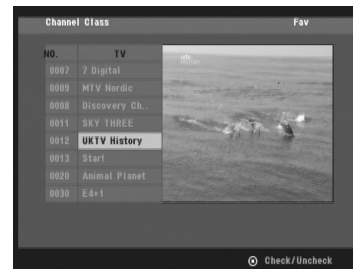 Channel Class Fav
NO. TV
0007 7 Digital
0009 MTV Nordic
0008 Discovery Ch..
0011 SKY THREE
0012 UKTV History
0013 Star!
0020 Animal Planet
0030 E4+1
Check/Uncheck